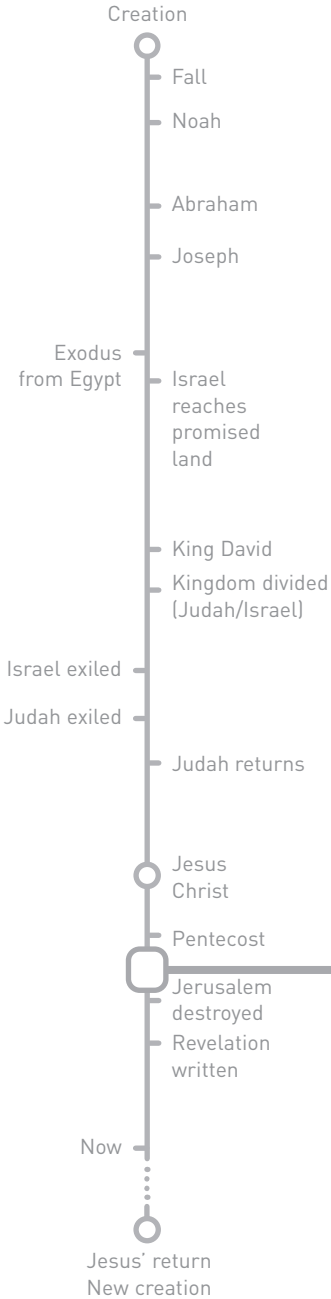 Creation
Fall
Noah
Abraham
Joseph
Exodus
from Egypt
Israel
reaches
promised
land
King David
Kingdom divided
(Judah/Israel)
Israel exiled
Judah exiled
Judah returns
Jesus
Christ
Pentecost
Jerusalem
destroyed
Revelation
written
Now
Jesus’ return
New creation